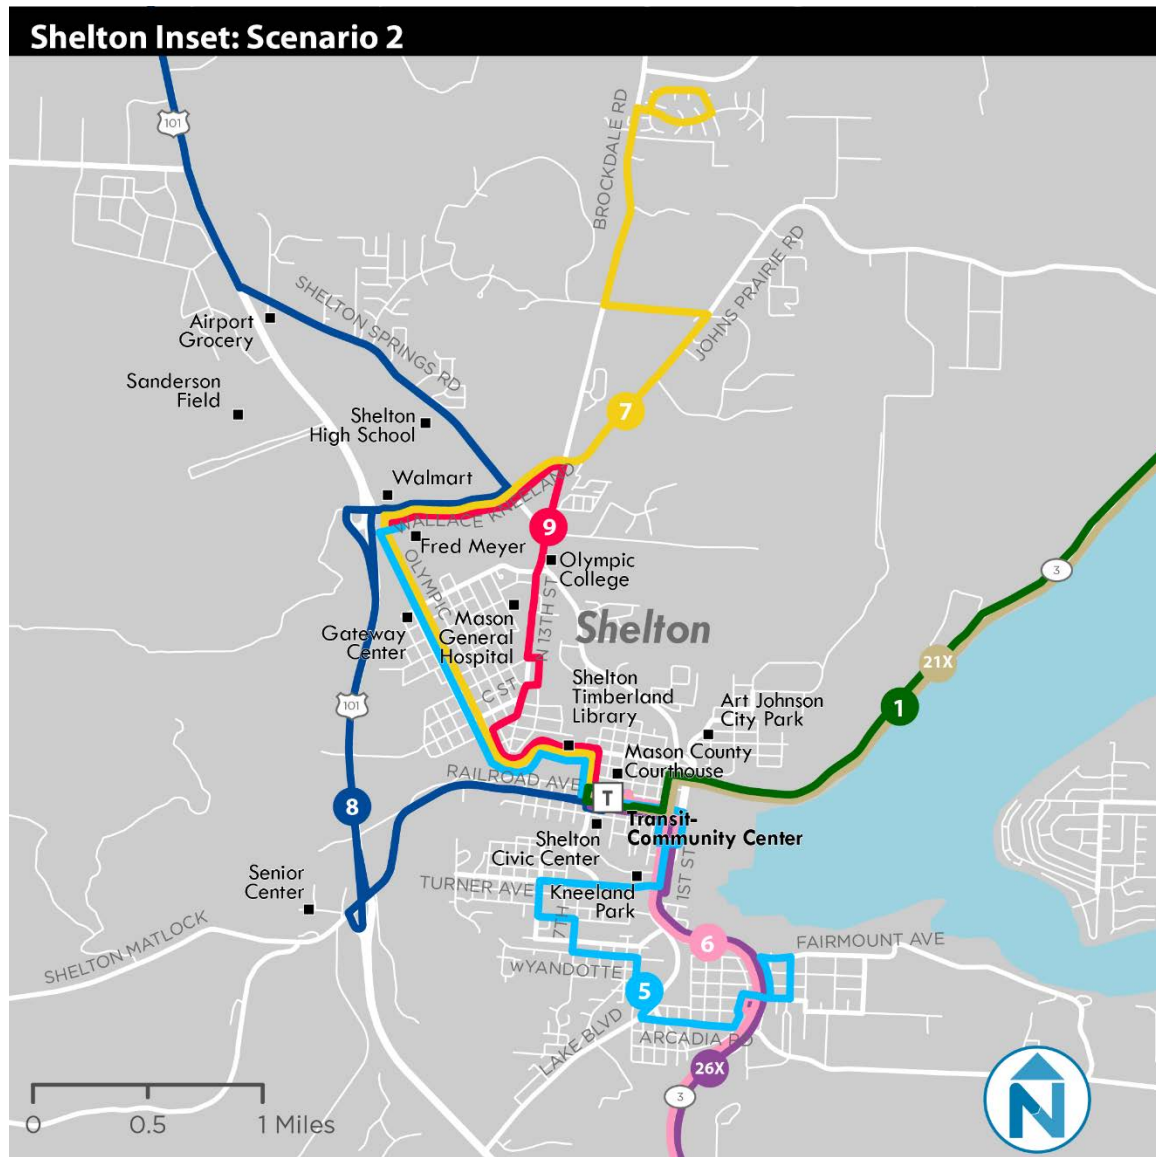 Shelton Inset: Scenario 2
101
BROCKDALE RD
JOHNS PRAIRIE RD
SHELTON SPRINGS RD
Airport
Grocery
Sanderson
Field
Shelton
High School
7
Walmart
WALLACE KNEELAND
9
Fred Meyer
OLYMPIC
Olympic
College
3
N 13TH ST
Mason
General
Hospital
Shelton
Gateway
Center
21X
C ST
Shelton
Timberland
Library
101
Art Johnson
City Park
1
Mason County
Courthouse
RAILROAD AVE
8
T
Transit-
Community Center
Shelton
Civic Center
1ST ST
Senior
Center
TURNER AVE
Kneeland
Park
7TH
SHELTON MATLOCK
6
FAIRMOUNT AVE
wYANDOTTE
5
LAKE BLVD
ARCADIA RD
26X
3
0 0.5 1 Miles
N